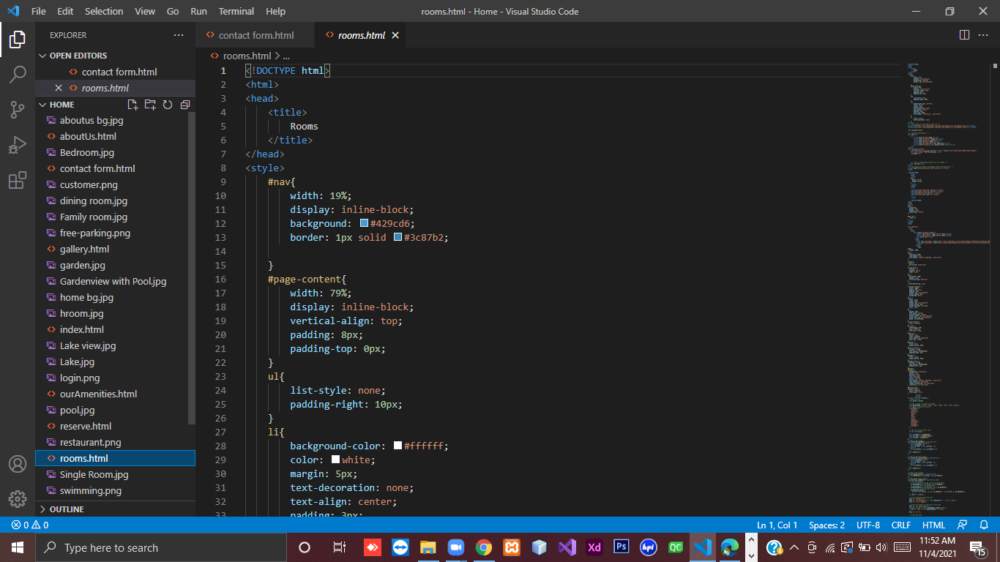 File Edit Selection View Go Run Terminal Help
rooms.html - Home - Visual Studio Code
EXPLORER
OPEN EDITORS
contact form.html
rooms.html
HOME
aboutus bg.jpg
aboutUs.html
Bedroom.jpg
contact form.html
customer.png
dining room.jpg
Family room.jpg
free-parking.png
gallery.html
garden.jpg
Gardenview with Pool.jpg
home bg.jpg
hroom.jpg
index.html
Lake view.jpg
Lake.jpg
login.png
ourAmenities.html
pool.jpg
reserve.html
restaurant.png
rooms.html
Single Room.jpg
swimming.png
OUTLINE
contact form.html
rooms.html
rooms.html > ...
1 <!DOCTYPE html>
2 <html>
3 <head>
4 <title>
5 Rooms
6 </title>
7 </head>
8 <style>
9 #nav{
10 width: 19%;
11 display: inline-block;
12 background: #429cd6;
13 border: 1px solid #3c87b2;
14
15 }
16 #page-content{
17 width: 79%;
18 display: inline-block;
19 vertical-align: top;
20 padding: 8px;
21 padding-top: 0px;
22 }
23 ul{
24 list-style: none;
25 padding-right: 10px;
26 }
27 li{
28 background-color: #ffffff;
29 color: white;
30 margin: 5px;
31 text-decoration: none;
32 text-align: center;
33 padding: 3px;
0 0
Ln 1, Col 1 Spaces: 2 UTF-8 CRLF HTML
Type here to search
Xd
Ps
hpf
QC
11:52 AM
11/4/2021
15